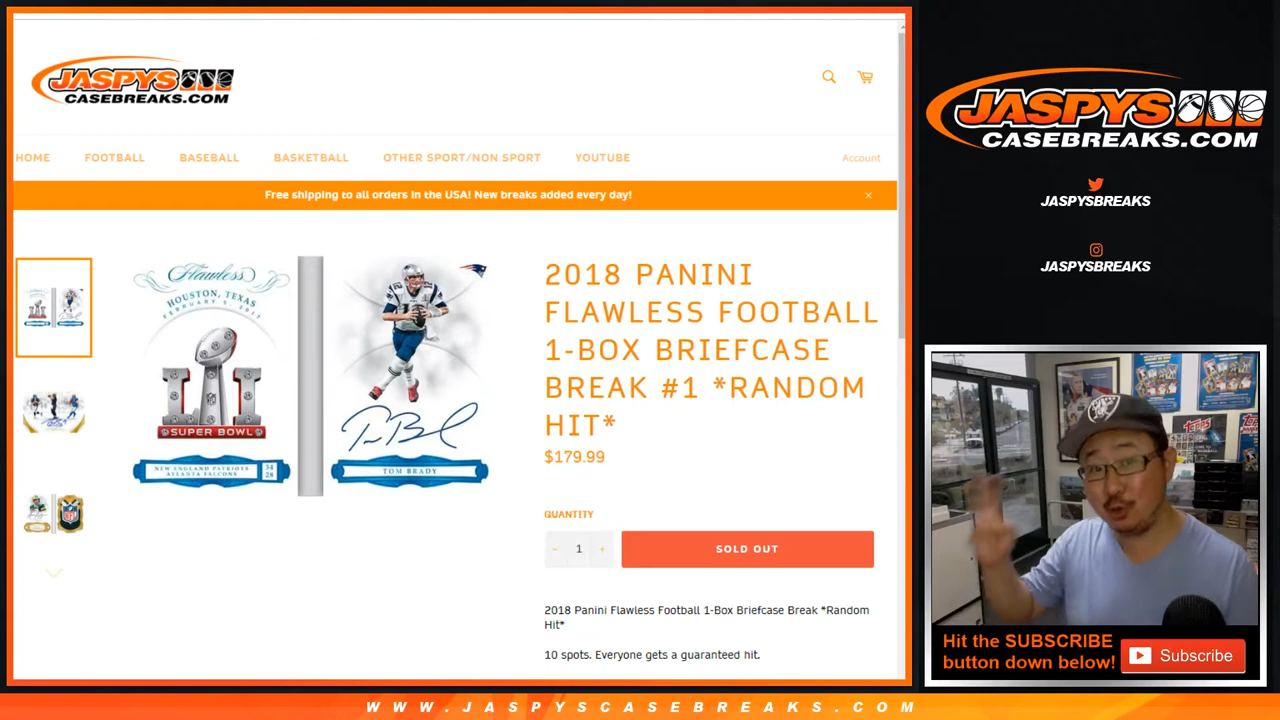 JASPYS
CASEBREAKS.COM
HOME FOOTBALL BASEBALL BASKETBALL OTHER SPORT/NON SPORT YOUTUBE Account
Free shipping to all orders in the USA! New breaks added every day! ×
Flawless
HOUSTON, TEXAS
FEBRUARY 5, 2017
LI
SUPER BOWL
NEW ENGLAND PATRIOTS 34
ATLANTA FALCONS 28
TOM BRADY
2018 PANINI
FLAWLESS FOOTBALL
1-BOX BRIEFCASE
BREAK #1 *RANDOM
HIT*
$179.99
QUANTITY
- 1 +
SOLD OUT
2018 Panini Flawless Football 1-Box Briefcase Break *Random
Hit*
10 spots. Everyone gets a guaranteed hit.
JASPYS
CASEBREAKS.COM
JASPYSBREAKS
JASPYSBREAKS
Topps
Hit the SUBSCRIBE
button down below!
Subscribe
WWW.JASPYSCASEBREAKS.COM